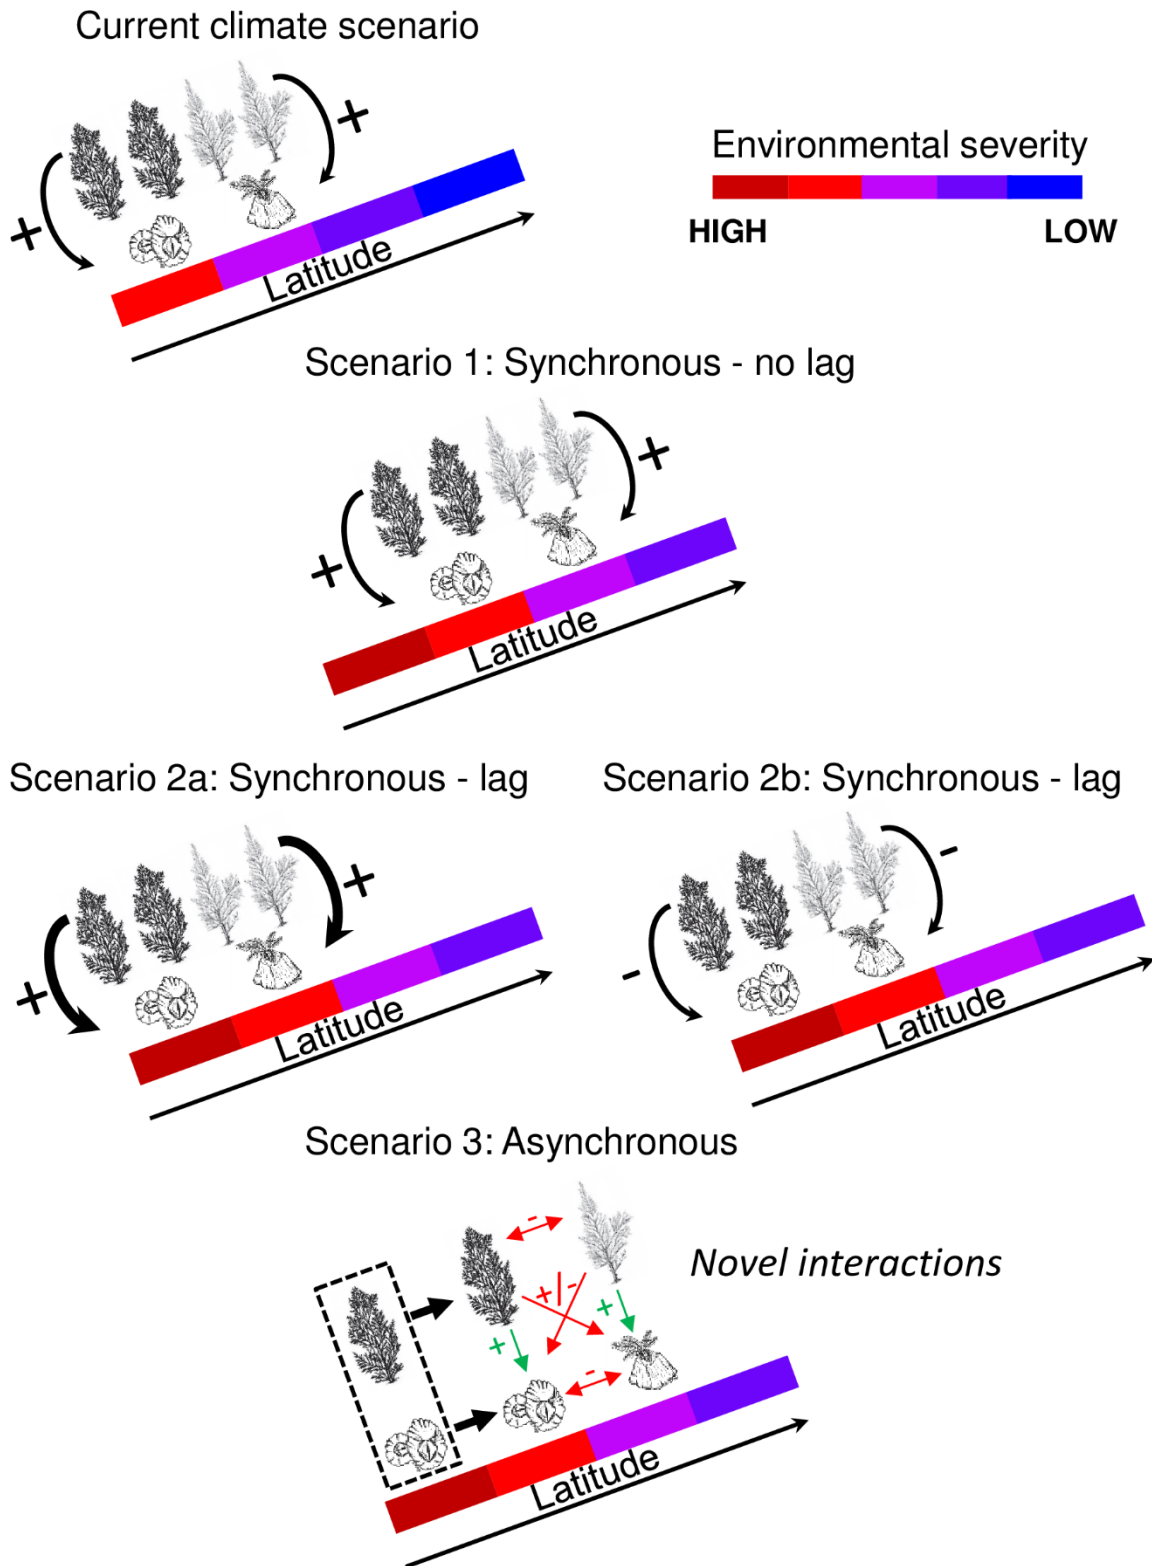 Current climate scenario
+
+
Latitude
Environmental severity
HIGH LOW
Scenario 1: Synchronous - no lag
+
+
Latitude
Scenario 2a: Synchronous - lag
+
+
Latitude
Scenario 2b: Synchronous - lag
-
-
Latitude
Scenario 3: Asynchronous
-
Novel interactions
+/-
+
+
-
Latitude